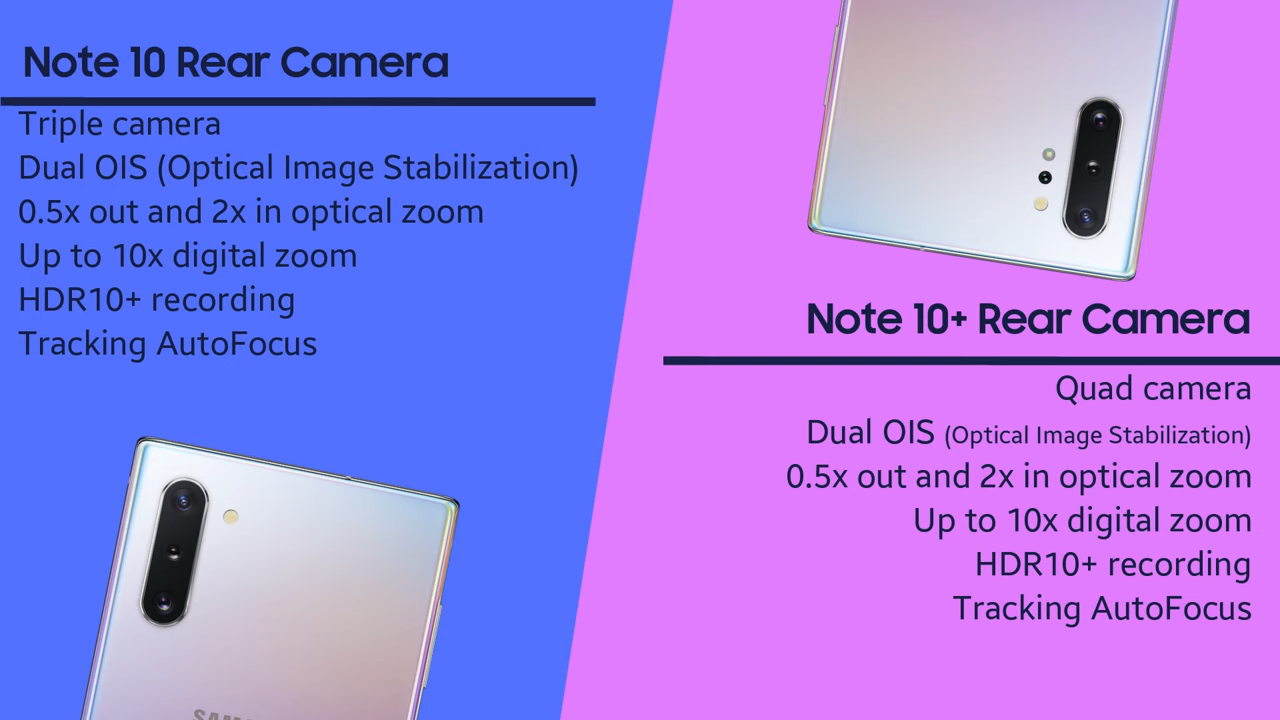 Note 10 Rear Camera
Triple camera
Dual OIS (Optical Image Stabilization)
0.5x out and 2x in optical zoom
Up to 10x digital zoom
HDR10+ recording
Tracking AutoFocus
Note 10+ Rear Camera
Quad camera
Dual OIS (Optical Image Stabilization)
0.5x out and 2x in optical zoom
Up to 10x digital zoom
HDR10+ recording
Tracking AutoFocus